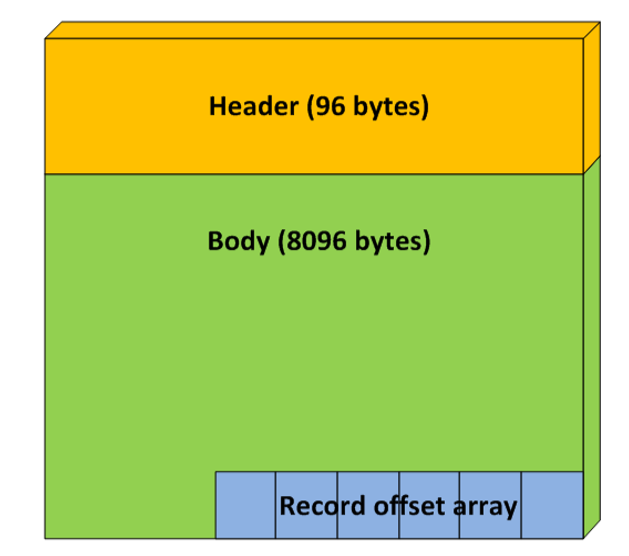 Header (96 bytes)
Body (8096 bytes)
Record offset array